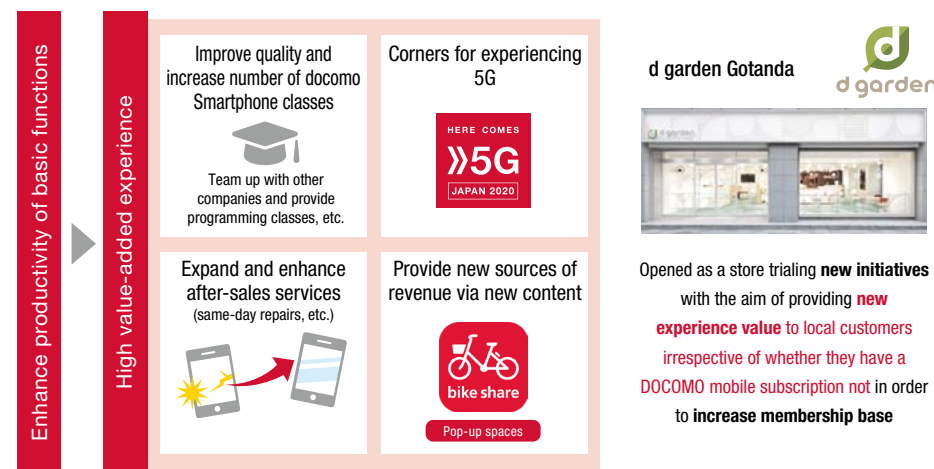 Enhance productivity of basic functions
High value-added experience
Improve quality and
increase number of docomo
Smartphone classes
Team up with other
companies and provide
programming classes, etc.
Corners for experiencing
5G
HERE COMES
5G
JAPAN 2020
Expand and enhance
after-sales services
(same-day repairs, etc.)
Provide new sources of
revenue via new content
bike share
Pop-up spaces
d garden Gotanda
d
d garden
d garden
Opened as a store trialing new initiatives
with the aim of providing new
experience value to local customers
irrespective of whether they have a
DOCOMO mobile subscription not in order
to increase membership base